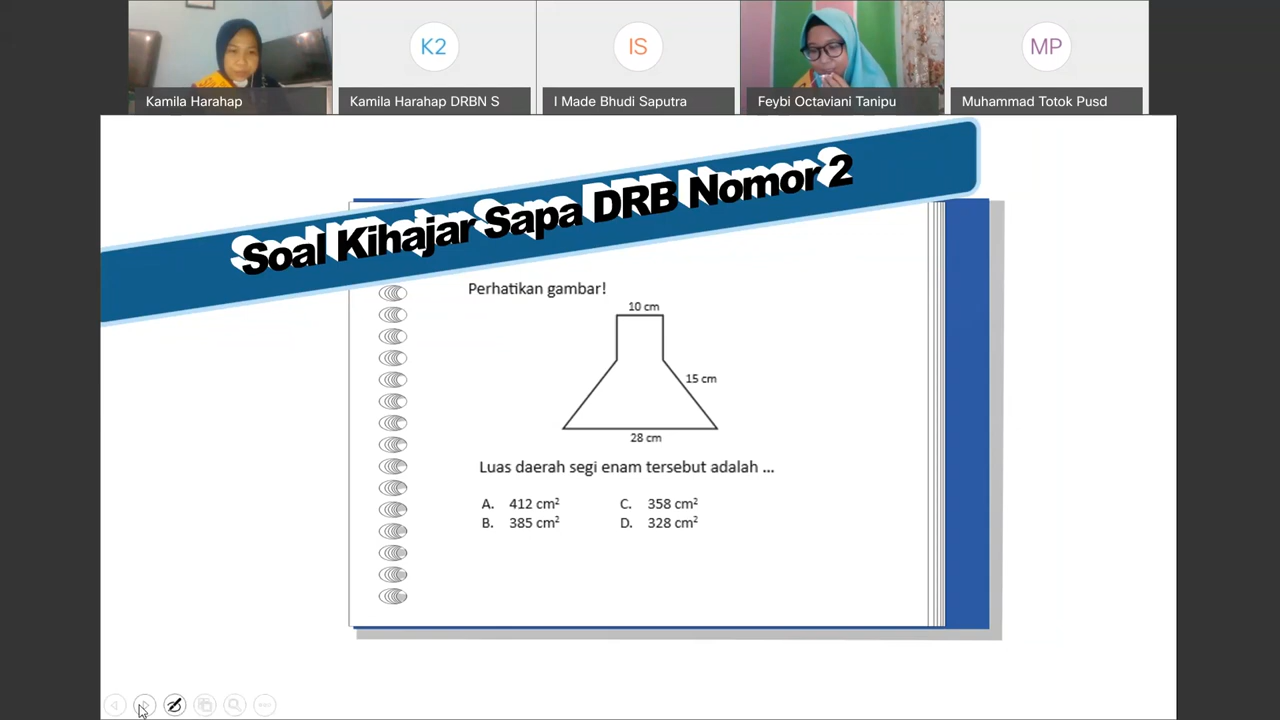 K2
IS
MP
Kamila Harahap
Kamila Harahap DRBN S
I Made Bhudi Saputra
Feybi Octaviani Tanipu
Muhammad Totok Pusd
Soal Kihajar Sapa DRB Nomor 2
Perhatikan gambar!
10 cm
15 cm
28 cm
Luas daerah segi enam tersebut adalah ...
A. 412 cm² C. 358 cm²
B. 385 cm² D. 328 cm²